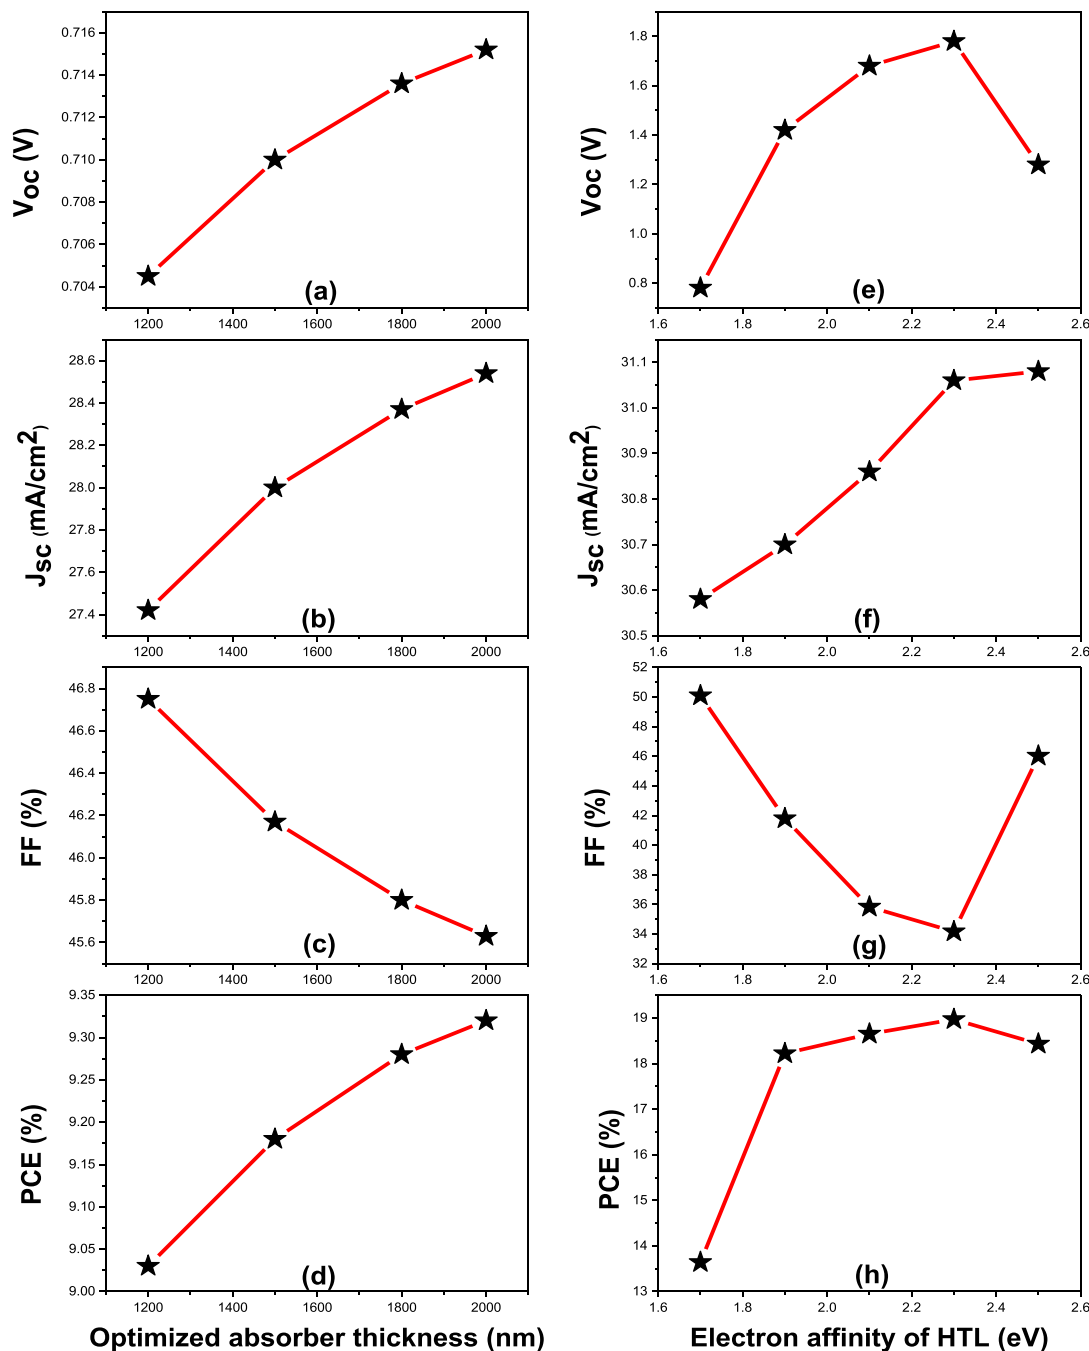 0.716
0.714
0.712
0.710
0.708
0.706
0.704
Voc (V)
(a)
1200 1400 1600 1800 2000
28.6
28.4
28.2
28.0
27.8
27.6
27.4
Jsc (mA/cm2)
(b)
1200 1400 1600 1800 2000
46.8
46.6
46.4
46.2
46.0
45.8
45.6
FF (%)
(c)
1200 1400 1600 1800 2000
9.35
9.30
9.25
9.20
9.15
9.10
9.05
9.00
PCE (%)
(d)
1200 1400 1600 1800 2000
Optimized absorber thickness (nm)
1.8
1.6
1.4
1.2
1.0
0.8
Voc (V)
(e)
1.6 1.8 2.0 2.2 2.4 2.6
31.1
31.0
30.9
30.8
30.7
30.6
30.5
Jsc (mA/cm2)
(f)
1.6 1.8 2.0 2.2 2.4 2.6
52
50
48
46
44
42
40
38
36
34
32
FF (%)
(g)
1.6 1.8 2.0 2.2 2.4 2.6
19
18
17
16
15
14
13
PCE (%)
(h)
1.6 1.8 2.0 2.2 2.4 2.6
Electron affinity of HTL (eV)